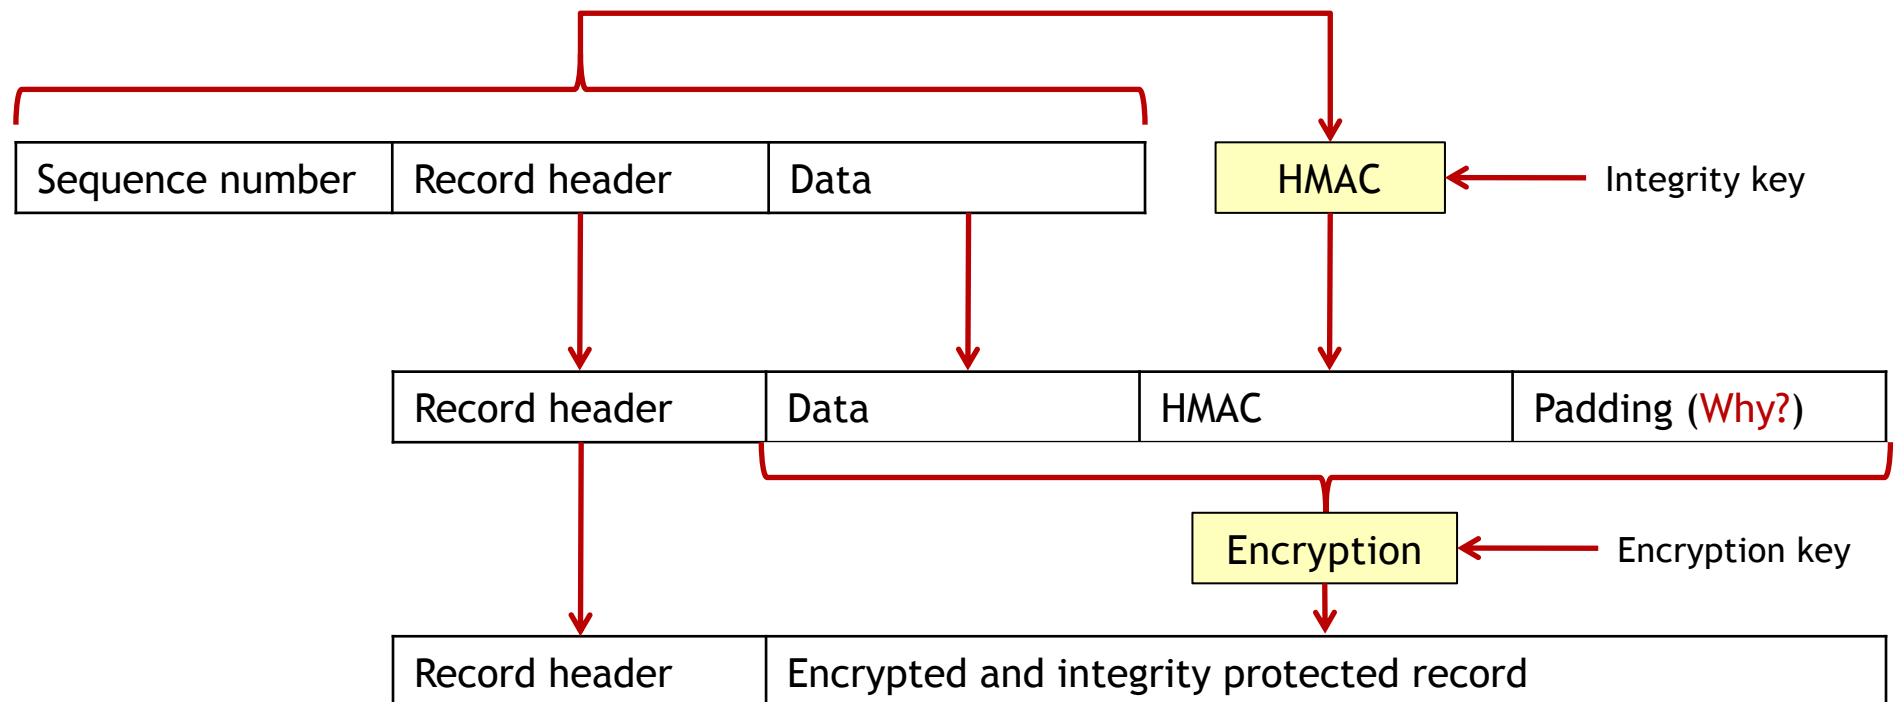 Sequence number
Record header
Data
HMAC
Integrity key
Record header
Data
HMAC
Padding (Why?)
Encryption
Encryption key
Record header
Encrypted and integrity protected record